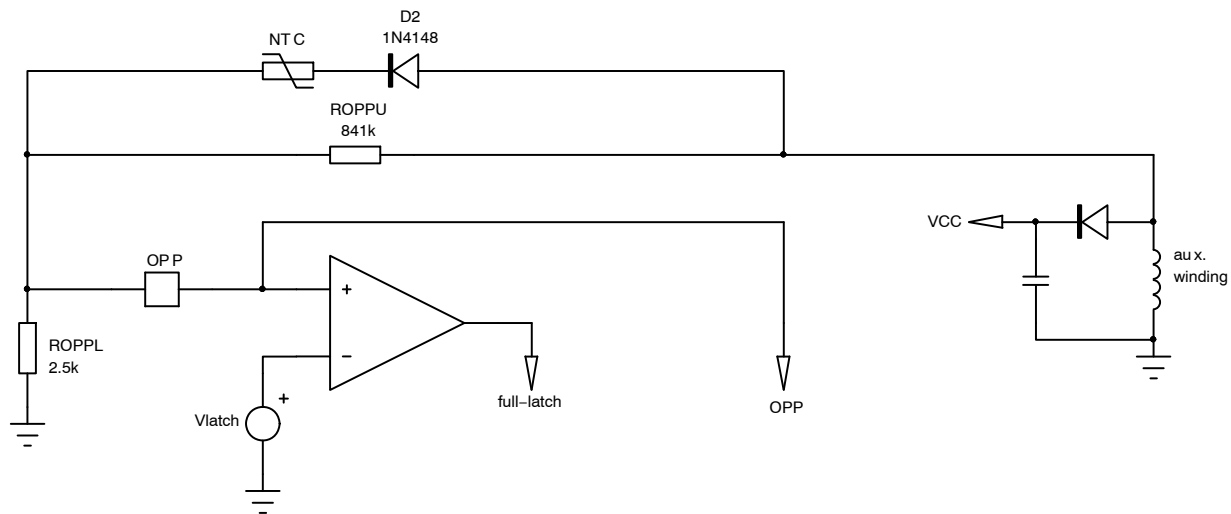 D2
1N4148
NTC
ROPPU
841k
VCC
aux.
winding
OPP
+
−
ROPPL
2.5k
+
Vlatch
full−latch
OPP